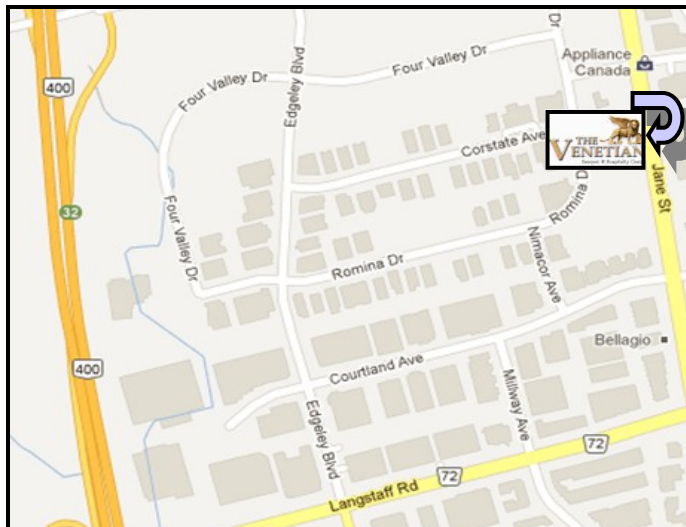 Dr
Appliance
Canada
Four Valley Dr
Four Valley Dr
400
Edgeley Blvd
Corstate Ave
THE
VENETIAN
Jane St
32
Four Valley Dr
Romina Dr
Romina Dr
Nimacor Ave
Bellagio
400
Courtland Ave
Millway Ave
Edgeley Blvd
72
72
Langstaff Rd